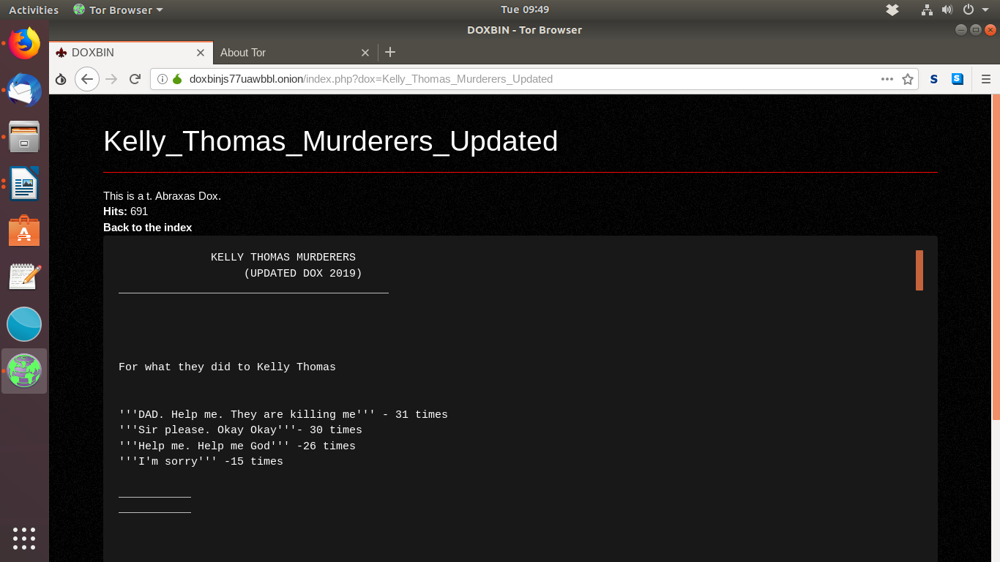 Activities
Tor Browser
Tue 09:49
DOXBIN - Tor Browser
DOXBIN
About Tor
doxbinjs77uawbbl.onion/index.php?dox=Kelly_Thomas_Murderers_Updated
S
S
Kelly_Thomas_Murderers_Updated
This is a t. Abraxas Dox.
Hits: 691
Back to the index
KELLY THOMAS MURDERERS
(UPDATED DOX 2019)
_________________________________________
For what they did to Kelly Thomas
'''DAD. Help me. They are killing me''' - 31 times
'''Sir please. Okay Okay'''- 30 times
'''Help me. Help me God''' -26 times
'''I'm sorry''' -15 times
___________
___________